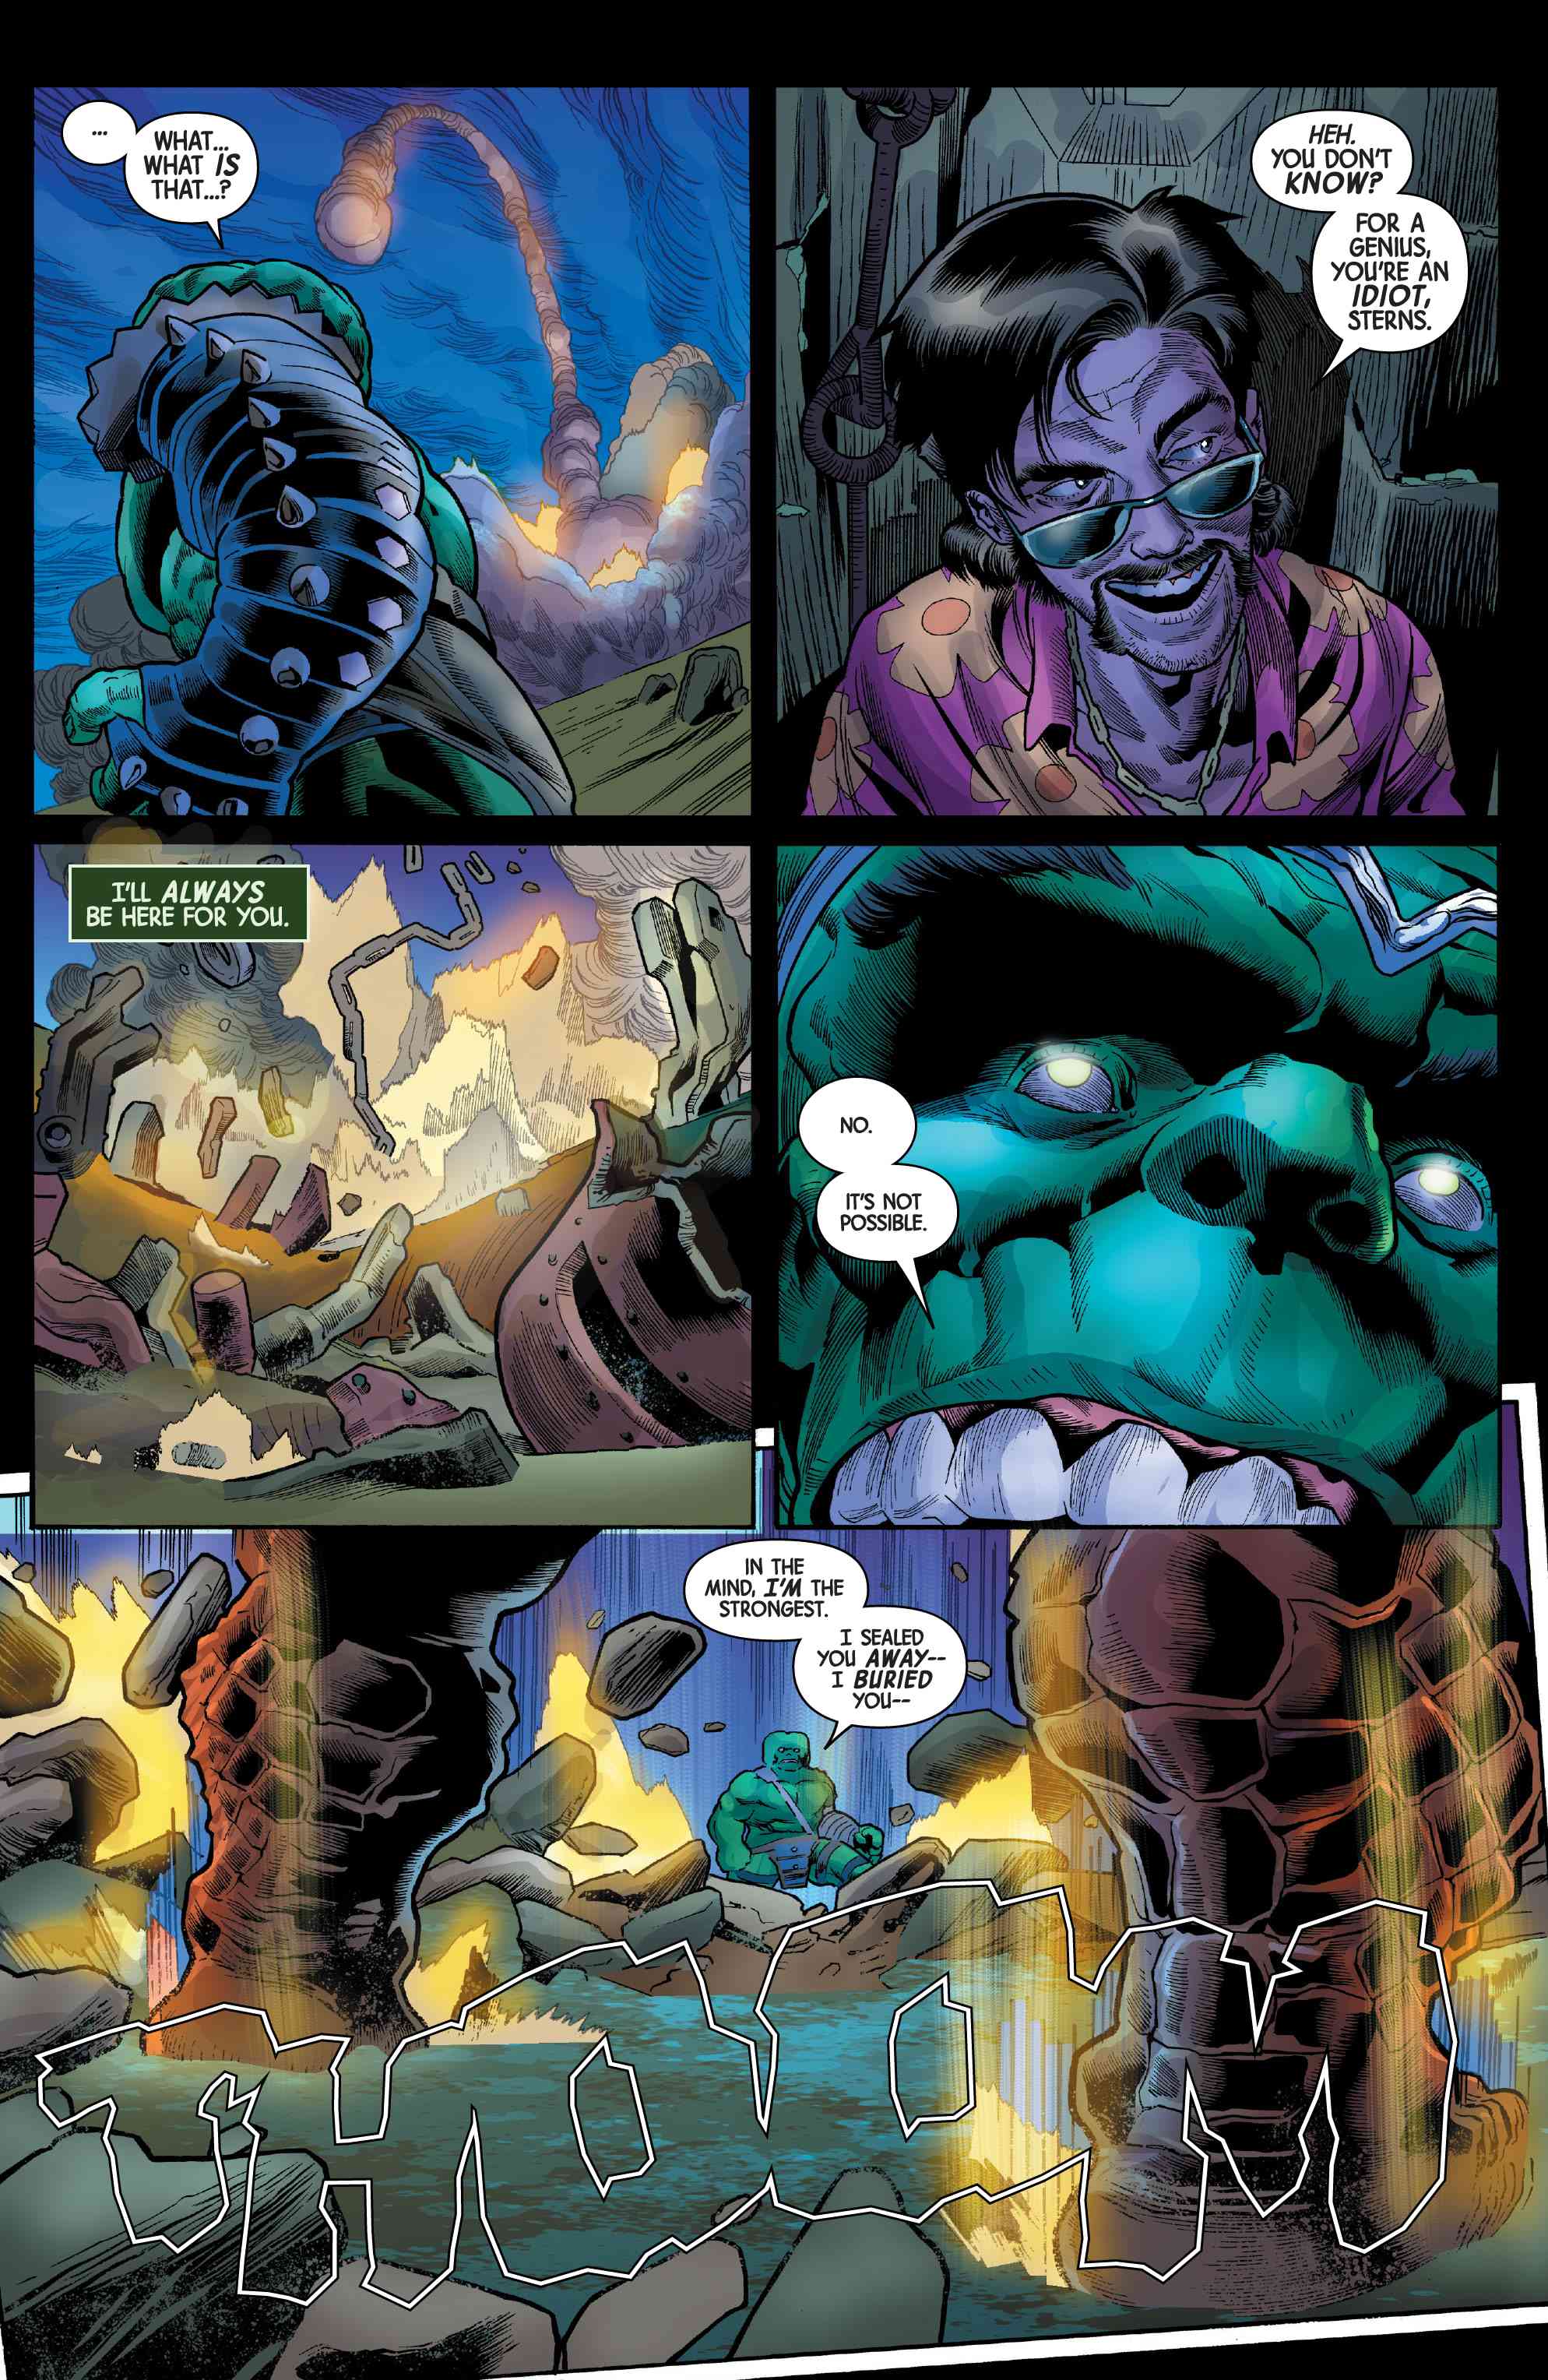 ...
WHAT...
WHAT IS
THAT...?
HEH.
YOU DON'T
KNOW?
FOR A
GENIUS,
YOU'RE AN
IDIOT,
STERNS.
I'LL ALWAYS
BE HERE FOR YOU.
NO.
IT'S NOT
POSSIBLE.
IN THE
MIND, I'M THE
STRONGEST.
I SEALED
YOU AWAY--
I BURIED
YOU--
THOOM